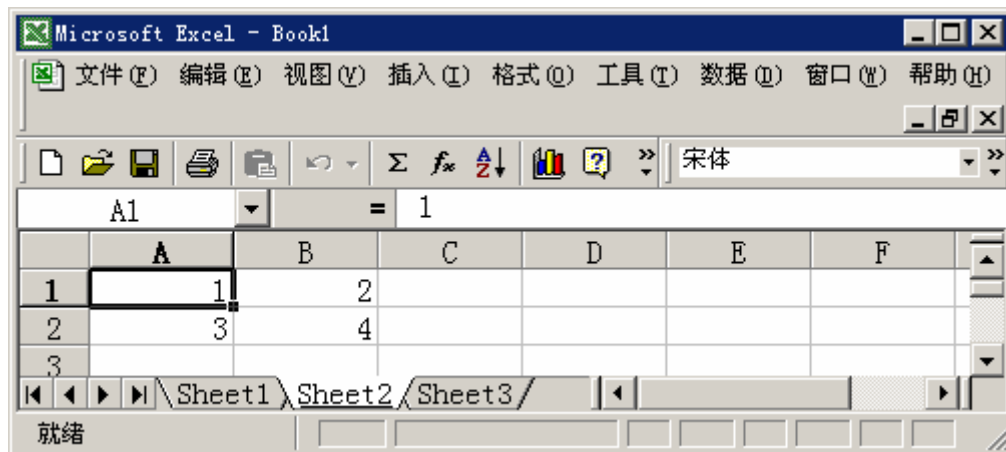 Microsoft Excel - Book1
文件(F) 编辑(E) 视图(V) 插入(I) 格式(O) 工具(T) 数据(D) 窗口(W) 帮助(H)
Σ fx A Z 宋体
A1 = 1
A B C D E F
1 1 2
2 3 4
3
Sheet1 Sheet2 Sheet3
就绪